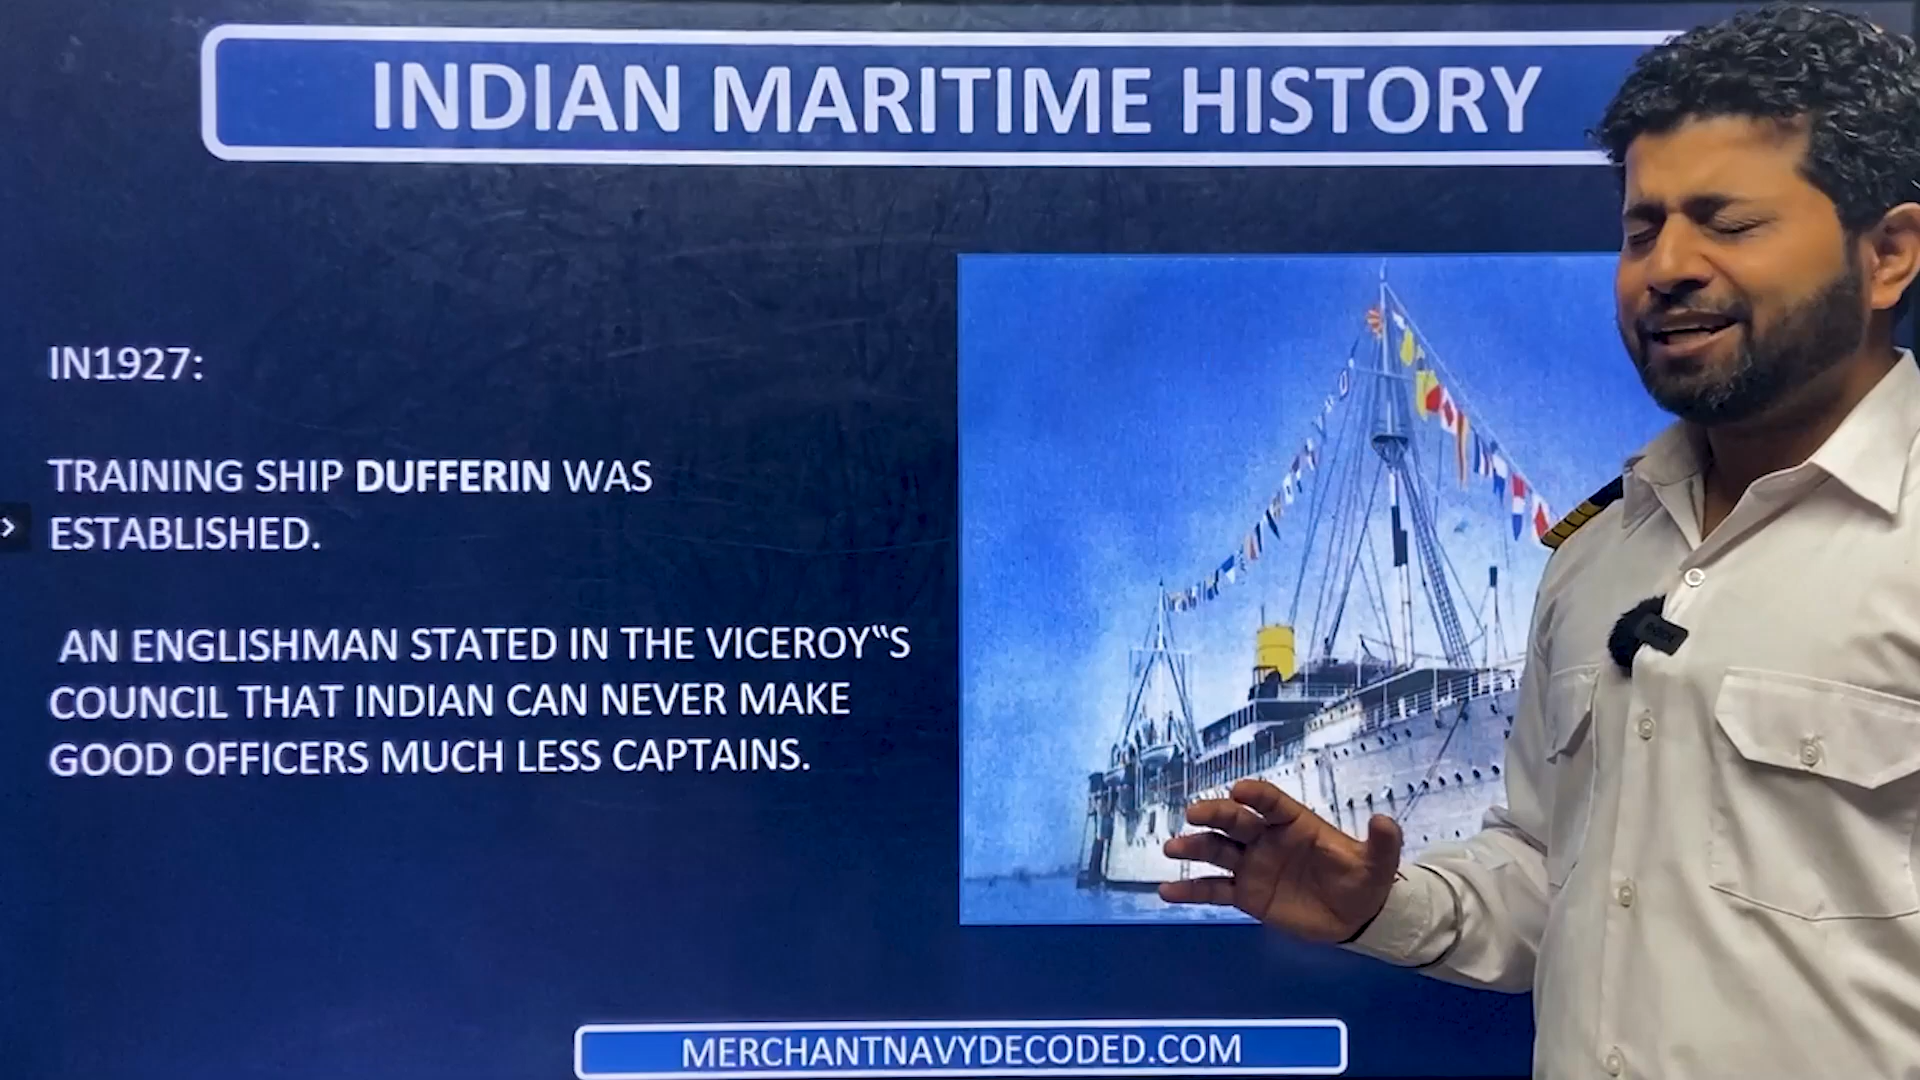 INDIAN MARITIME HISTORY
IN1927:
TRAINING SHIP DUFFERIN WAS
ESTABLISHED.
AN ENGLISHMAN STATED IN THE VICEROY‟S
COUNCIL THAT INDIAN CAN NEVER MAKE
GOOD OFFICERS MUCH LESS CAPTAINS.
MERCHANTNAVYDECODED.COM